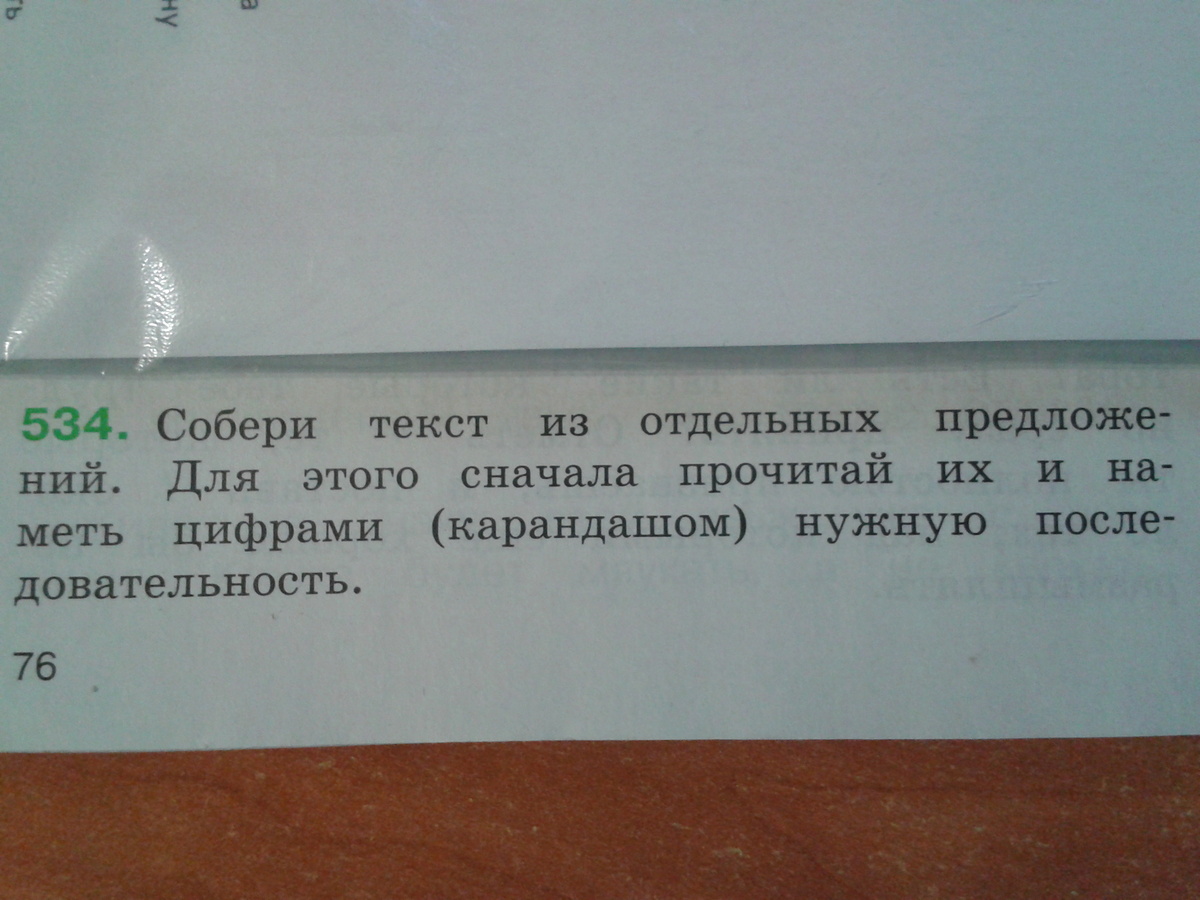 534. Собери текст из отдельных предложе-
ний. Для этого сначала прочитай их и на-
меть цифрами (карандашом) нужную после-
довательность.
76